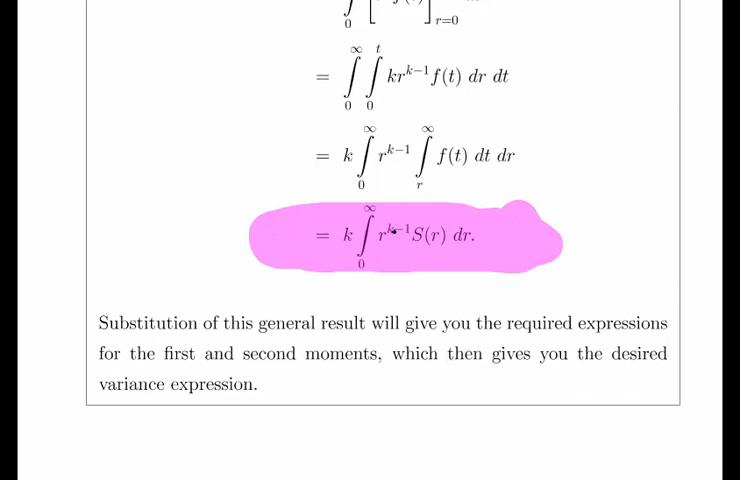 ∫₀ [ ]_{r=0}
= ∫₀^∞ ∫₀^t kr^{k−1} f(t) dr dt
= k ∫₀^∞ r^{k−1} ∫_r^∞ f(t) dt dr
= k ∫₀^∞ r^{k−1} S(r) dr.
Substitution of this general result will give you the required expressions
for the first and second moments, which then gives you the desired
variance expression.